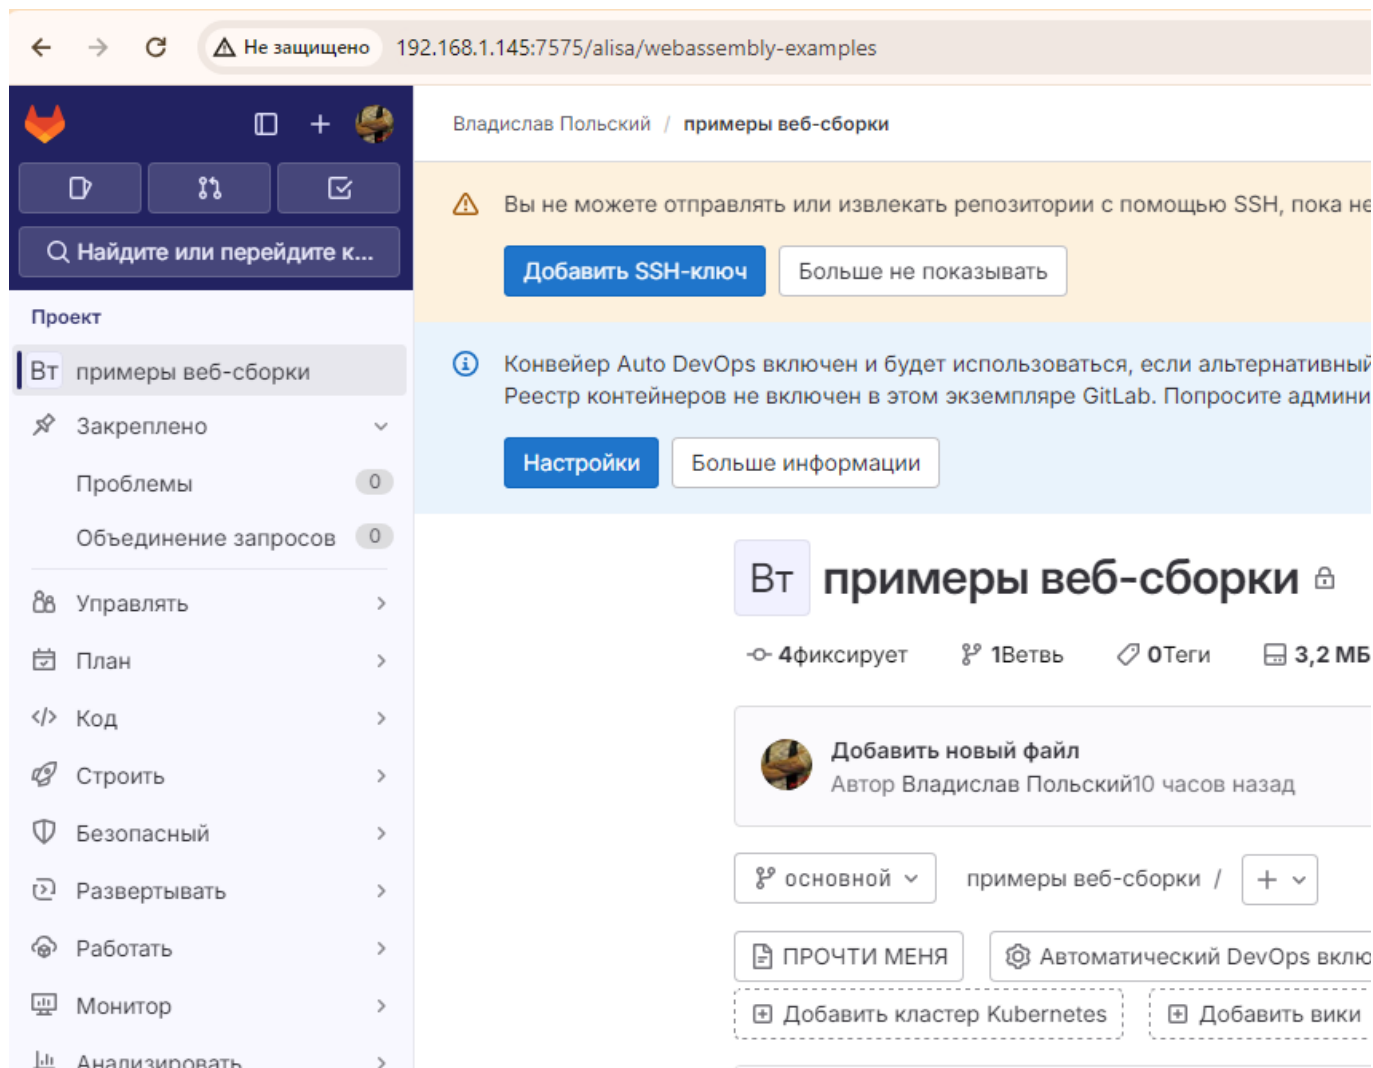 Не защищено 192.168.1.145:7575/alisa/webassembly-examples
Найдите или перейдите к...
Проект
Вт примеры веб-сборки
Закреплено
Проблемы 0
Объединение запросов 0
Управлять
План
Код
Строить
Безопасный
Развертывать
Работать
Монитор
Анализировать
Владислав Польский / примеры веб-сборки
Вы не можете отправлять или извлекать репозитории с помощью SSH, пока не
Добавить SSH-ключ Больше не показывать
Конвейер Auto DevOps включен и будет использоваться, если альтернативный
Реестр контейнеров не включен в этом экземпляре GitLab. Попросите админи
Настройки Больше информации
Вт примеры веб-сборки
4фиксирует 1Ветвь 0Теги 3,2 МБ
Добавить новый файл
Автор Владислав Польский10 часов назад
основной примеры веб-сборки /
ПРОЧТИ МЕНЯ Автоматический DevOps вклю
Добавить кластер Kubernetes Добавить вики